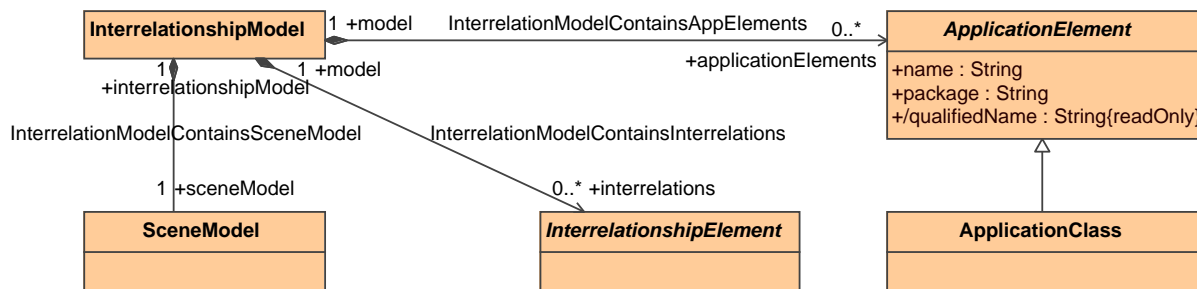 InterrelationshipModel
1 +model
InterrelationModelContainsAppElements
0..*
+applicationElements
ApplicationElement
+name : String
+package : String
+/qualifiedName : String{readOnly}
1 +model
1
+interrelationshipModel
InterrelationModelContainsSceneModel
InterrelationModelContainsInterrelations
1 +sceneModel
0..* +interrelations
SceneModel
InterrelationshipElement
ApplicationClass